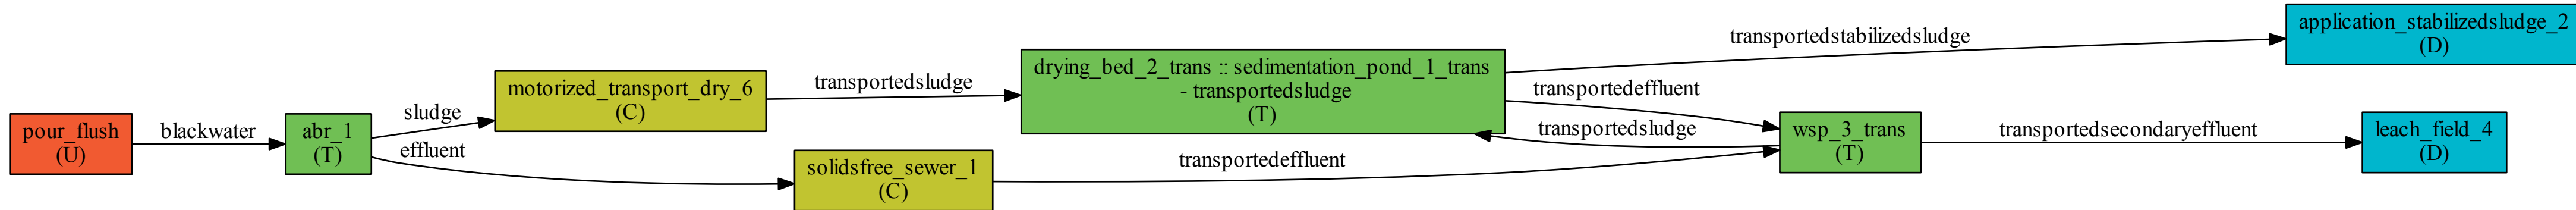 pour_flush
(U)
blackwater
abr_1
(T)
sludge
effluent
motorized_transport_dry_6
(C)
solidsfree_sewer_1
(C)
transportedsludge
transportedeffluent
drying_bed_2_trans :: sedimentation_pond_1_trans
- transportedsludge
(T)
transportedstabilizedsludge
transportedeffluent
transportedsludge
wsp_3_trans
(T)
transportedsecondaryeffluent
application_stabilizedsludge_2
(D)
leach_field_4
(D)